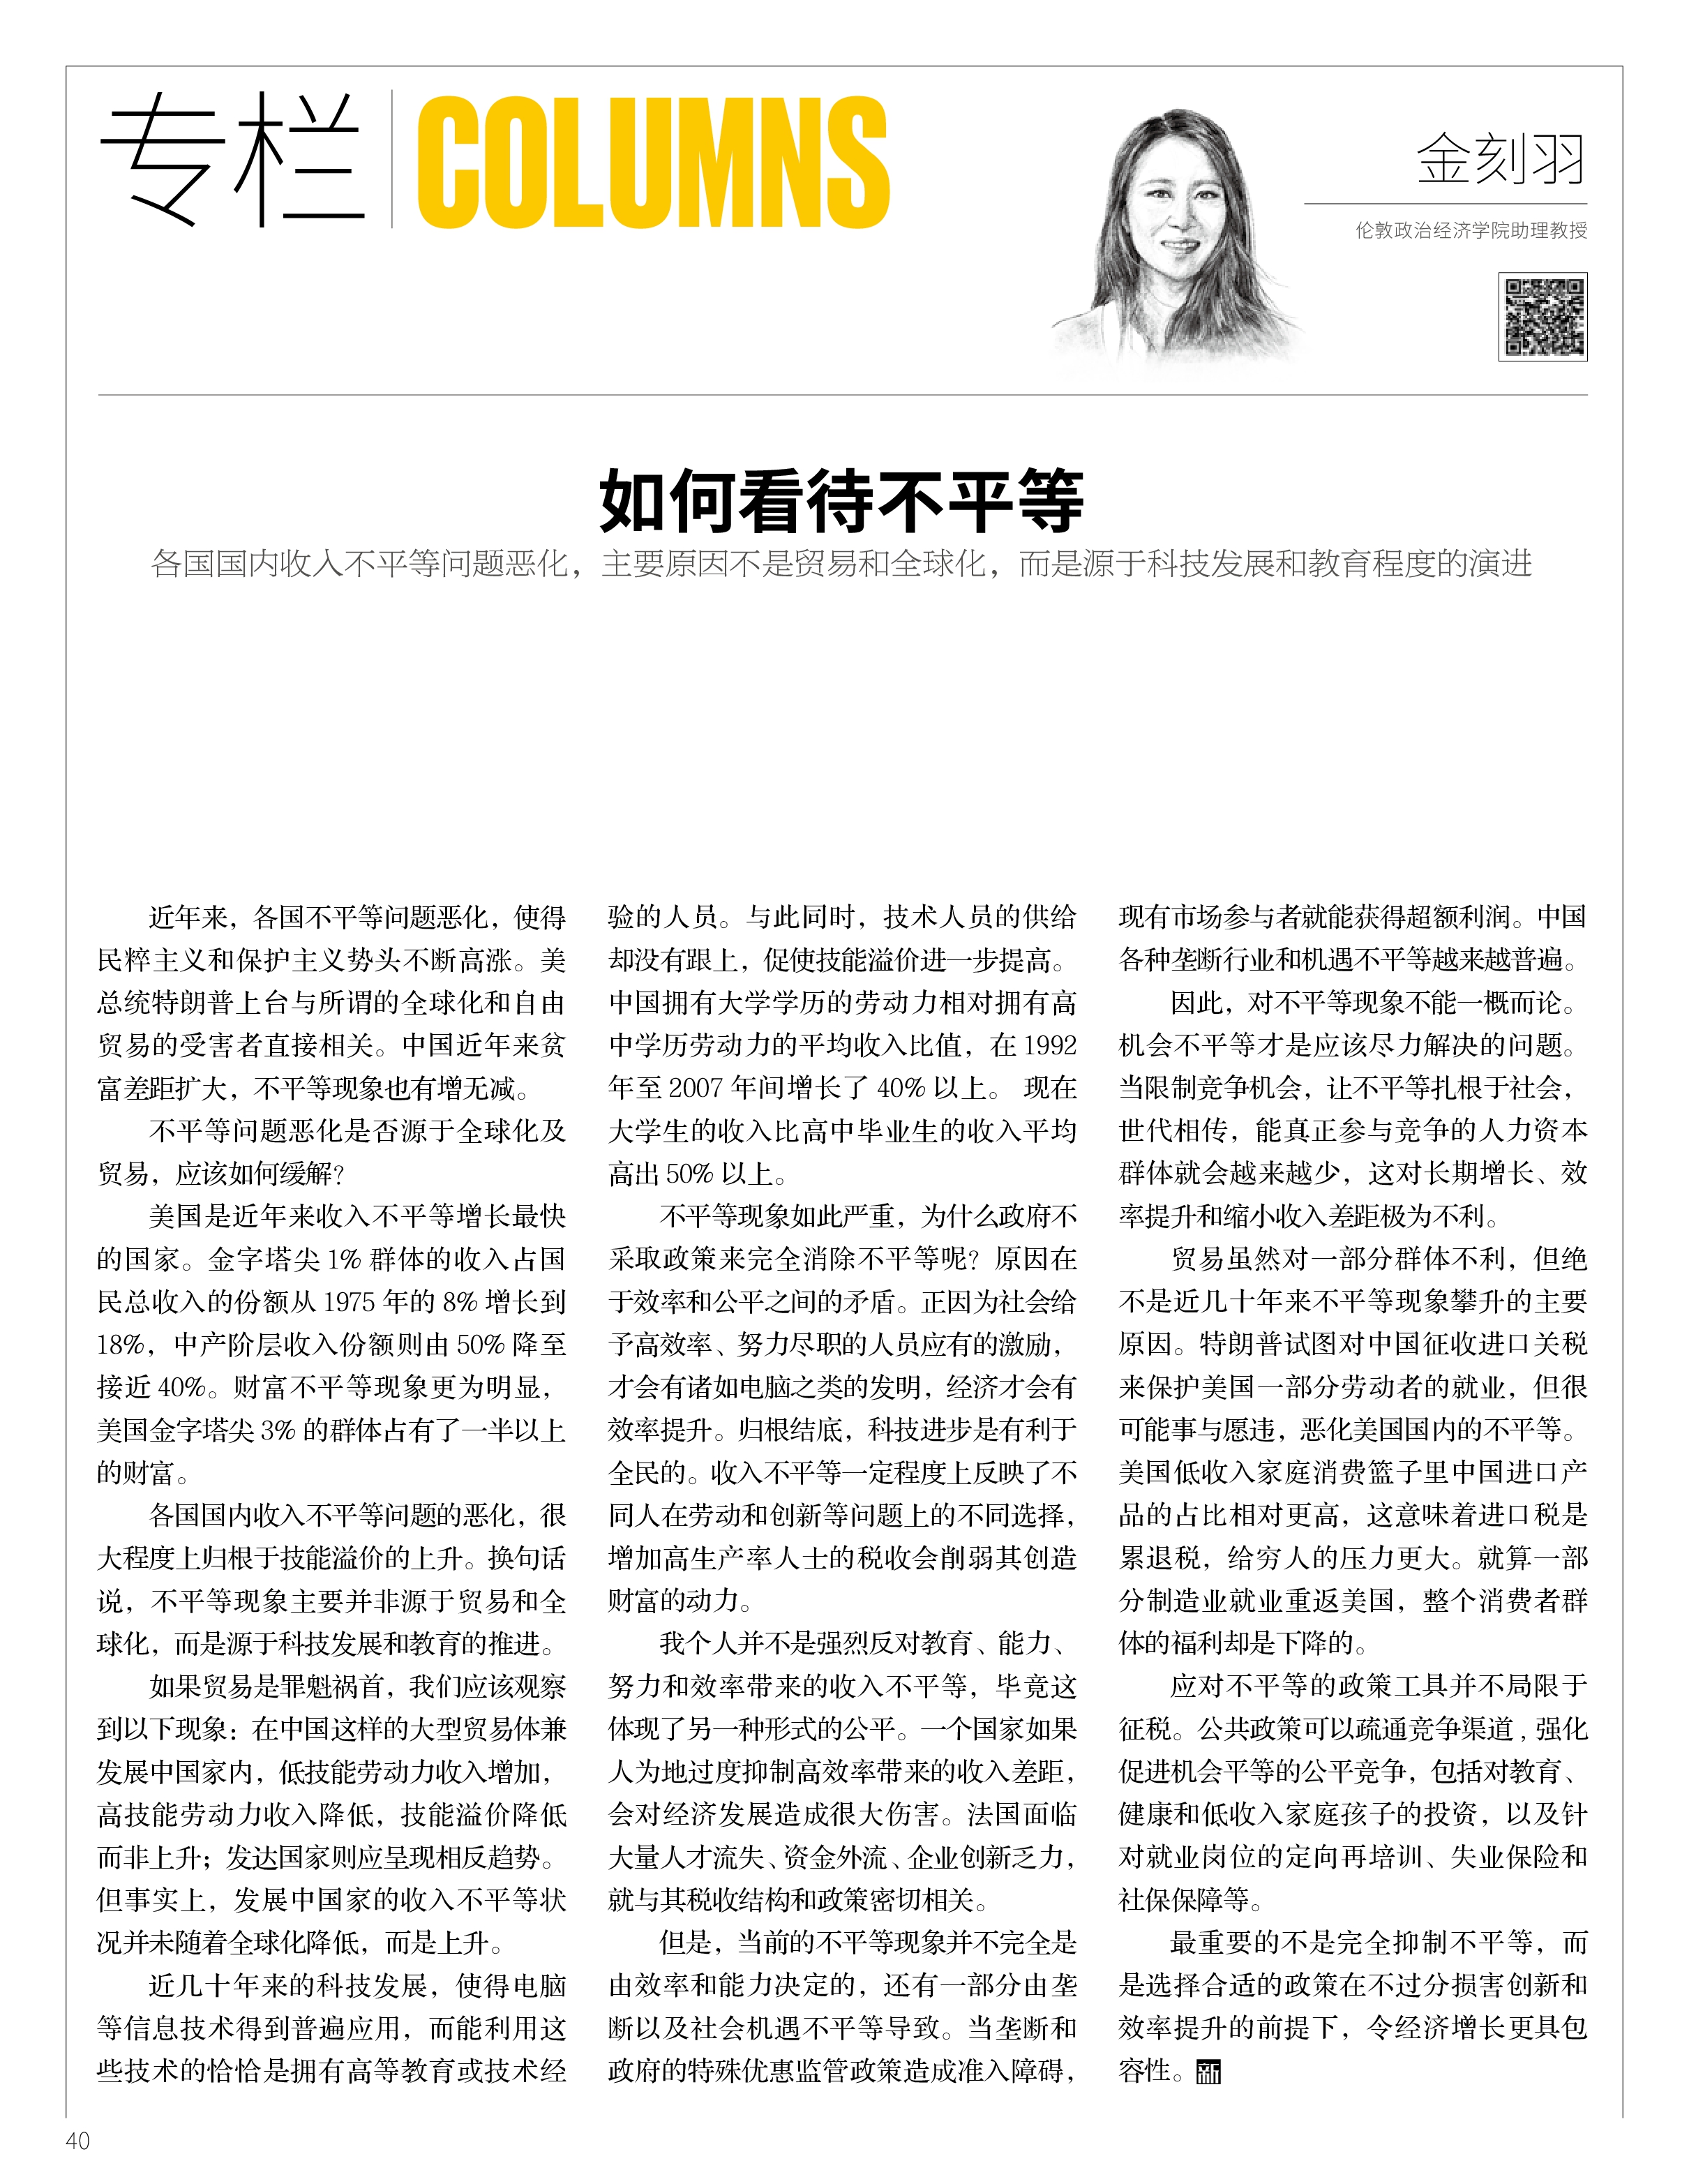 专栏
COLUMNS
金刻羽
伦敦政治经济学院助理教授
如何看待不平等
各国国内收入不平等问题恶化，主要原因不是贸易和全球化，而是源于科技发展和教育程度的演进
近年来，各国不平等问题恶化，使得
民粹主义和保护主义势头不断高涨。美
总统特朗普上台与所谓的全球化和自由
贸易的受害者直接相关。中国近年来贫
富差距扩大，不平等现象也有增无减。
不平等问题恶化是否源于全球化及
贸易，应该如何缓解？
美国是近年来收入不平等增长最快
的国家。金字塔尖 1% 群体的收入占国
民总收入的份额从 1975 年的 8% 增长到
18%，中产阶层收入份额则由 50% 降至
接近 40%。财富不平等现象更为明显，
美国金字塔尖 3% 的群体占有了一半以上
的财富。
各国国内收入不平等问题的恶化，很
大程度上归根于技能溢价的上升。换句话
说，不平等现象主要并非源于贸易和全
球化，而是源于科技发展和教育的推进。
如果贸易是罪魁祸首，我们应该观察
到以下现象：在中国这样的大型贸易体兼
发展中国家内，低技能劳动力收入增加，
高技能劳动力收入降低，技能溢价降低
而非上升；发达国家则应呈现相反趋势。
但事实上，发展中国家的收入不平等状
况并未随着全球化降低，而是上升。
近几十年来的科技发展，使得电脑
等信息技术得到普遍应用，而能利用这
些技术的恰恰是拥有高等教育或技术经
验的人员。与此同时，技术人员的供给
却没有跟上，促使技能溢价进一步提高。
中国拥有大学学历的劳动力相对拥有高
中学历劳动力的平均收入比值，在 1992
年至 2007 年间增长了 40% 以上。 现在
大学生的收入比高中毕业生的收入平均
高出 50% 以上。
不平等现象如此严重，为什么政府不
采取政策来完全消除不平等呢？原因在
于效率和公平之间的矛盾。正因为社会给
予高效率、努力尽职的人员应有的激励，
才会有诸如电脑之类的发明，经济才会有
效率提升。归根结底，科技进步是有利于
全民的。收入不平等一定程度上反映了不
同人在劳动和创新等问题上的不同选择，
增加高生产率人士的税收会削弱其创造
财富的动力。
我个人并不是强烈反对教育、能力、
努力和效率带来的收入不平等，毕竟这
体现了另一种形式的公平。一个国家如果
人为地过度抑制高效率带来的收入差距，
会对经济发展造成很大伤害。法国面临
大量人才流失、资金外流、企业创新乏力，
就与其税收结构和政策密切相关。
但是，当前的不平等现象并不完全是
由效率和能力决定的，还有一部分由垄
断以及社会机遇不平等导致。当垄断和
政府的特殊优惠监管政策造成准入障碍，
现有市场参与者就能获得超额利润。中国
各种垄断行业和机遇不平等越来越普遍。
因此，对不平等现象不能一概而论。
机会不平等才是应该尽力解决的问题。
当限制竞争机会，让不平等扎根于社会，
世代相传，能真正参与竞争的人力资本
群体就会越来越少，这对长期增长、效
率提升和缩小收入差距极为不利。
贸易虽然对一部分群体不利，但绝
不是近几十年来不平等现象攀升的主要
原因。特朗普试图对中国征收进口关税
来保护美国一部分劳动者的就业，但很
可能事与愿违，恶化美国国内的不平等。
美国低收入家庭消费篮子里中国进口产
品的占比相对更高，这意味着进口税是
累退税，给穷人的压力更大。就算一部
分制造业就业重返美国，整个消费者群
体的福利却是下降的。
应对不平等的政策工具并不局限于
征税。公共政策可以疏通竞争渠道 , 强化
促进机会平等的公平竞争，包括对教育、
健康和低收入家庭孩子的投资，以及针
对就业岗位的定向再培训、失业保险和
社保保障等。
最重要的不是完全抑制不平等，而
是选择合适的政策在不过分损害创新和
效率提升的前提下，令经济增长更具包
容性。新
40